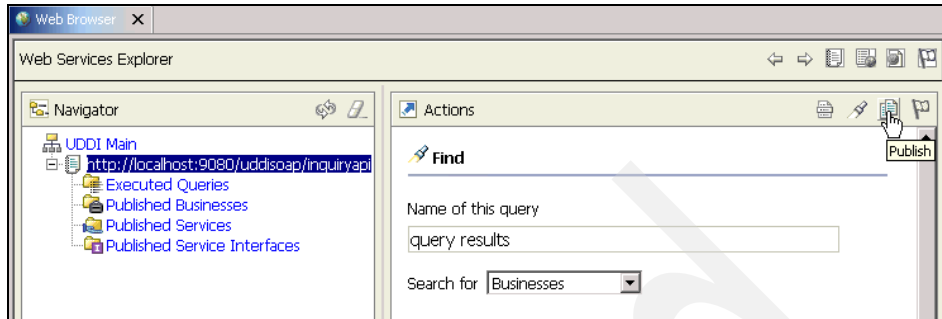 Web Browser
Web Services Explorer
Navigator
UDDI Main
http://localhost:9080/uddisoap/inquiryapi
Executed Queries
Published Businesses
Published Services
Published Service Interfaces
Actions
Publish
Find
Name of this query
query results
Search for Businesses